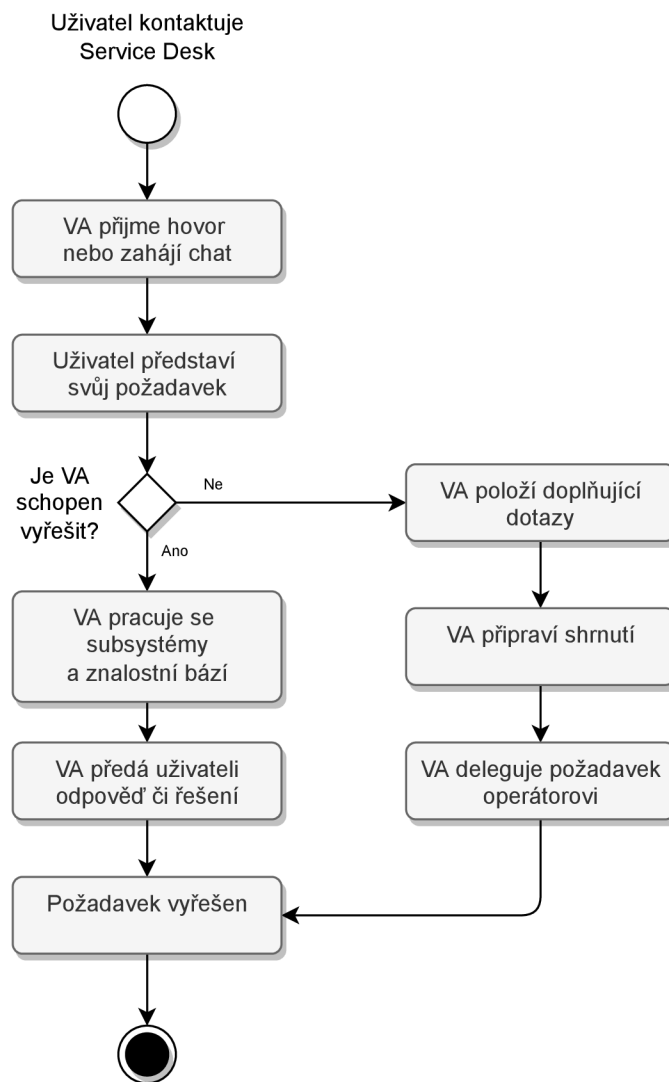 Uživatel kontaktuje
Service Desk
VA přijme hovor
nebo zahájí chat
Uživatel představí
svůj požadavek
Je VA
schopen
vyřešit?
Ne
Ano
VA položí doplňující
dotazy
VA pracuje se
subsystémy
a znalostní bází
VA připraví shrnutí
VA předá uživateli
odpověď či řešení
VA deleguje požadavek
operátorovi
Požadavek vyřešen